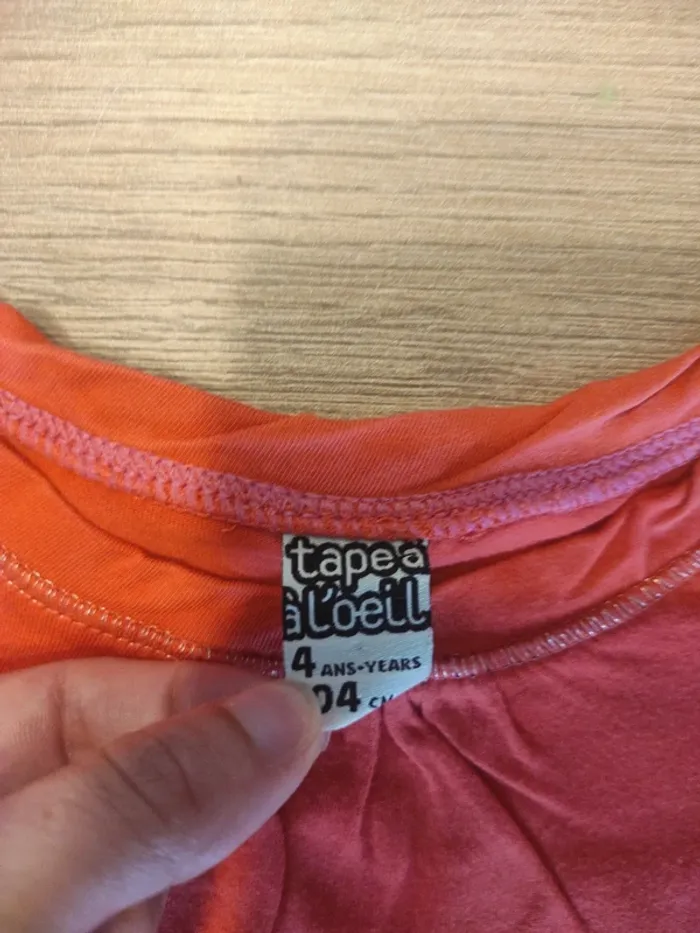 tape à
à l'oeil
4 ANS-YEARS
04